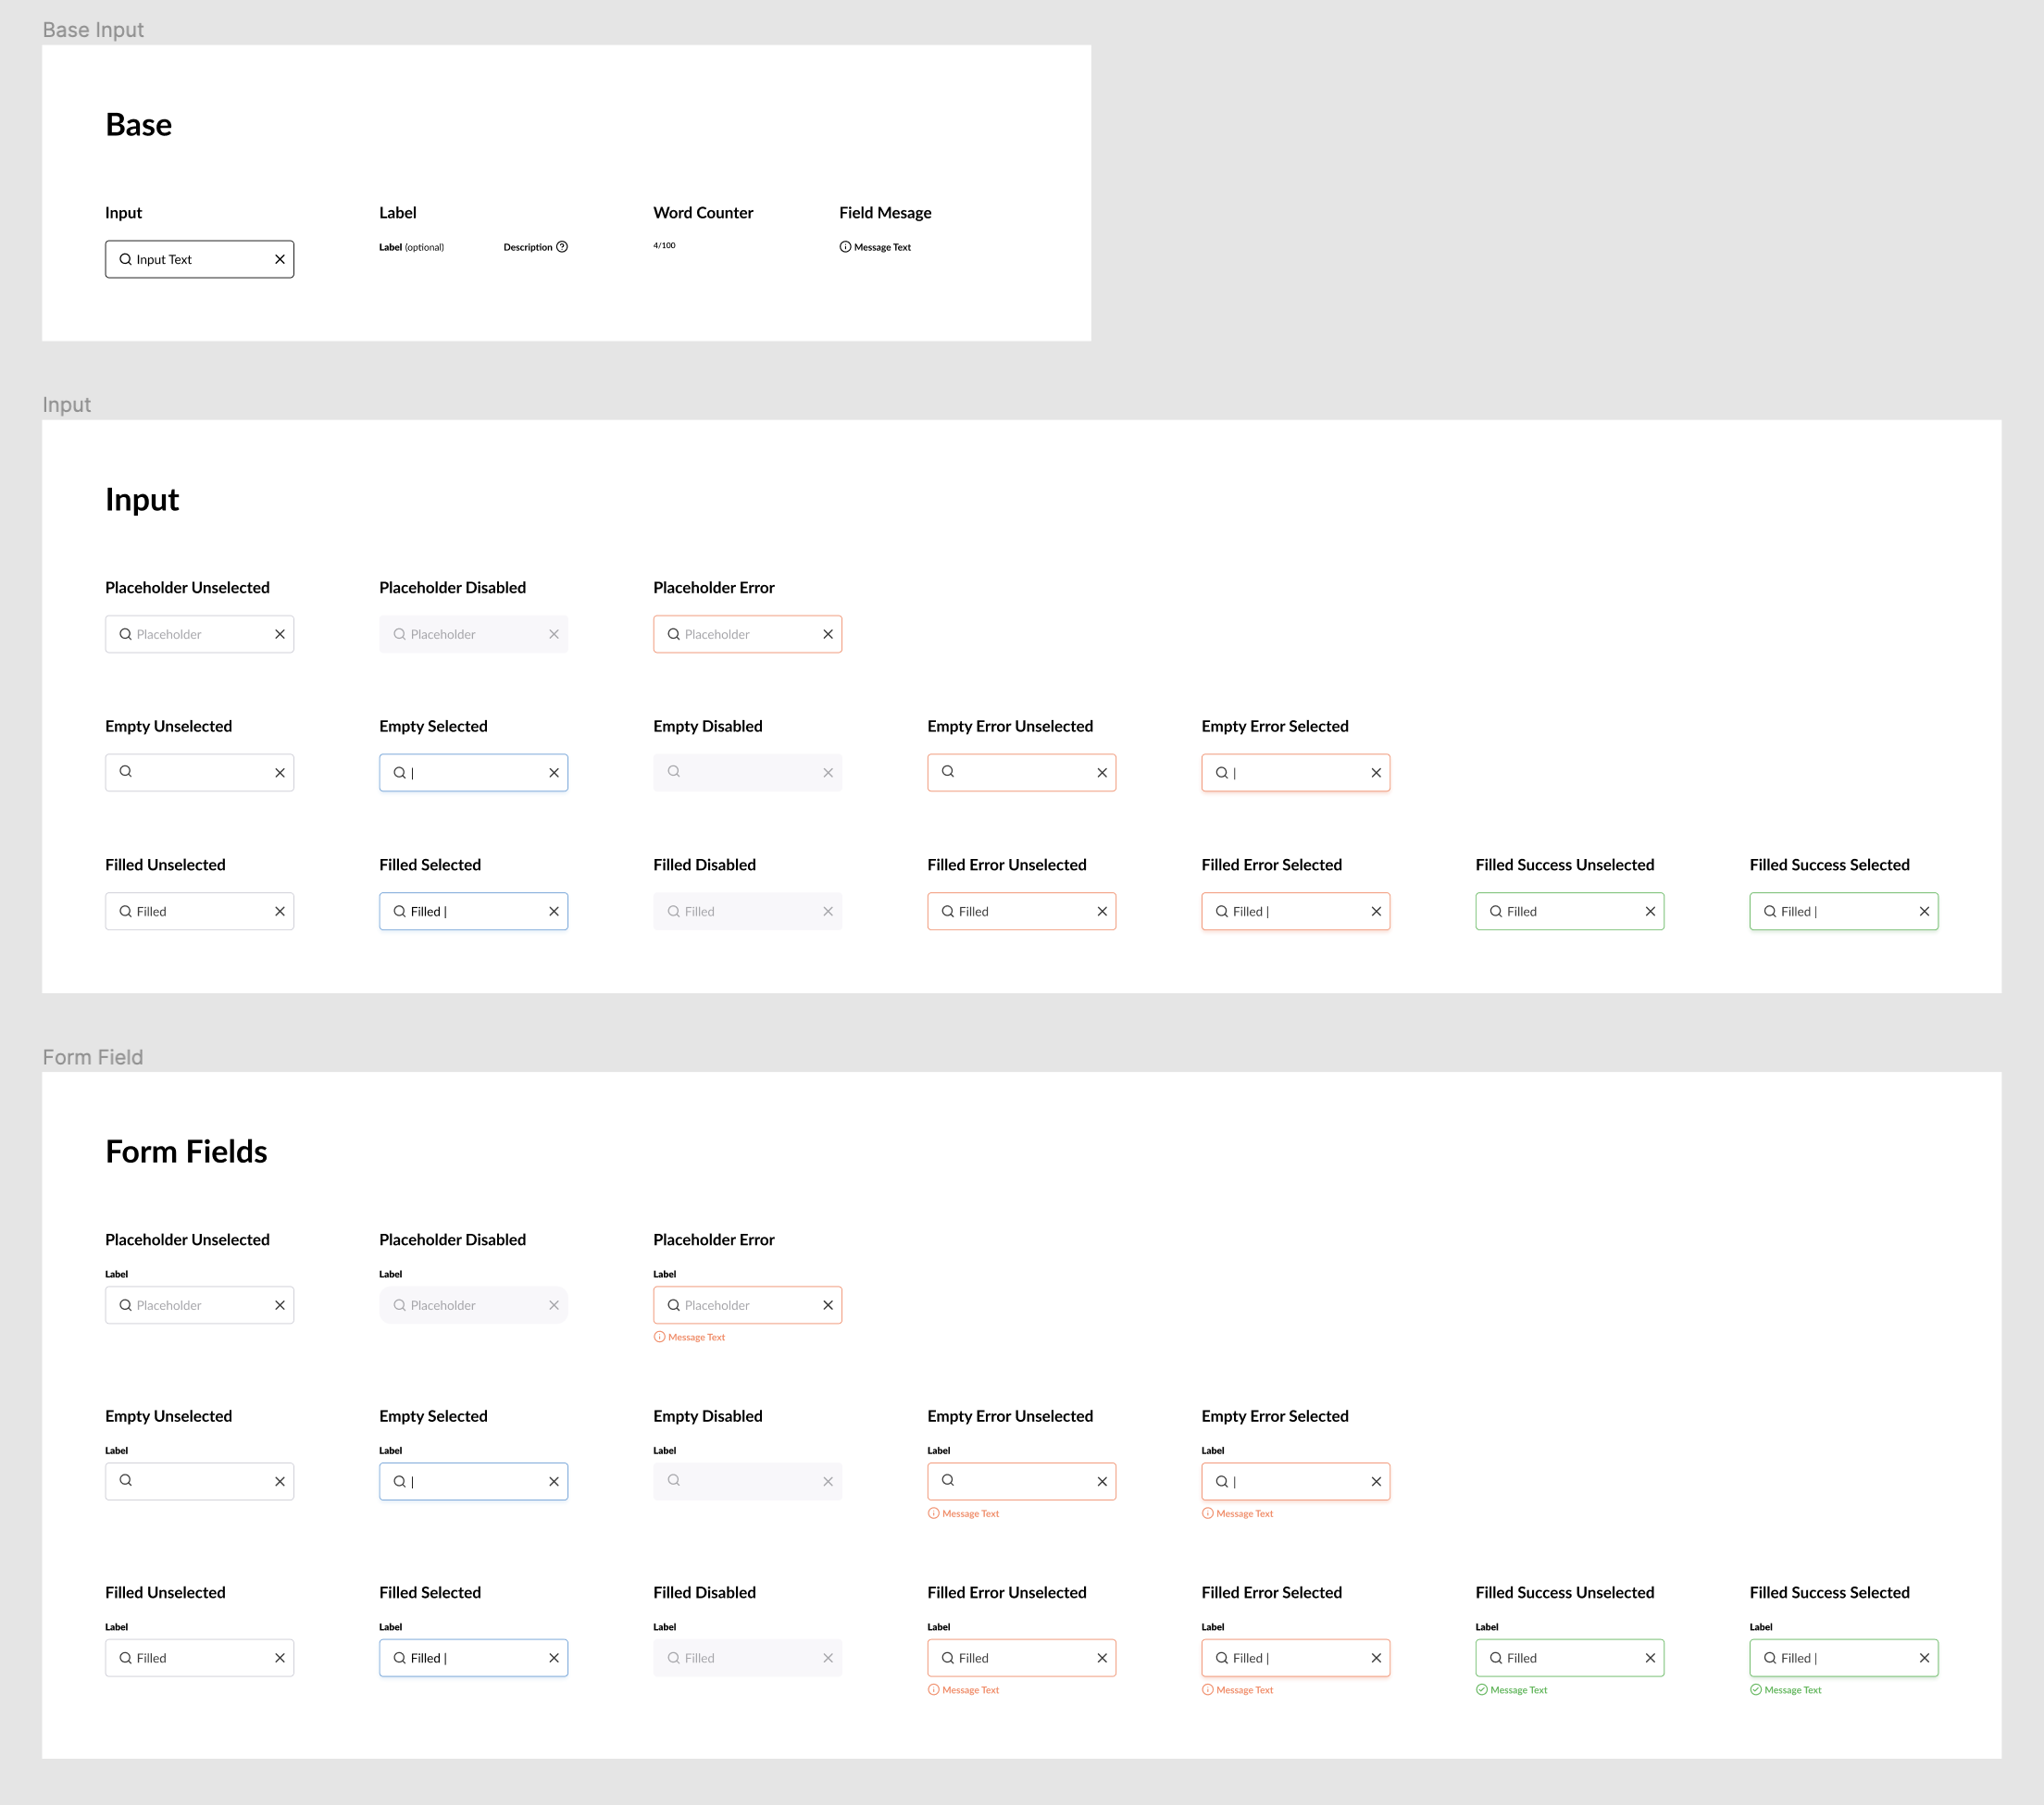 Base Input
Base
Input Label Word Counter Field Mesage
Input Text Label (optional) Description 4/100 Message Text
Input
Input
Placeholder Unselected Placeholder Disabled Placeholder Error
Placeholder Placeholder Placeholder
Empty Unselected Empty Selected Empty Disabled Empty Error Unselected Empty Error Selected
Filled Unselected Filled Selected Filled Disabled Filled Error Unselected Filled Error Selected Filled Success Unselected Filled Success Selected
Filled Filled | Filled Filled Filled | Filled Filled |
Form Field
Form Fields
Placeholder Unselected Placeholder Disabled Placeholder Error
Label Label Label
Placeholder Placeholder Placeholder
Message Text
Empty Unselected Empty Selected Empty Disabled Empty Error Unselected Empty Error Selected
Label Label Label Label Label
Message Text Message Text
Filled Unselected Filled Selected Filled Disabled Filled Error Unselected Filled Error Selected Filled Success Unselected Filled Success Selected
Label Label Label Label Label Label Label
Filled Filled | Filled Filled Filled | Filled Filled |
Message Text Message Text Message Text Message Text